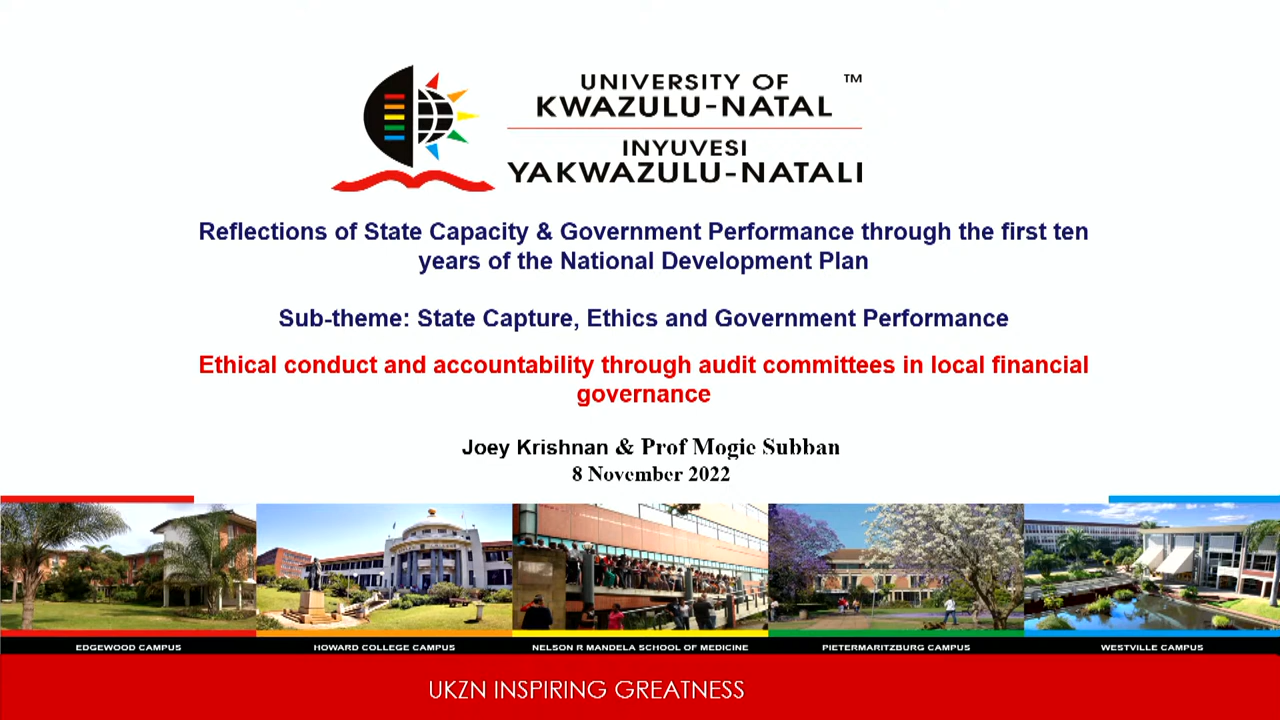 UNIVERSITY OF ™
KWAZULU-NATAL
INYUVESI
YAKWAZULU-NATALI
Reflections of State Capacity & Government Performance through the first ten
years of the National Development Plan
Sub-theme: State Capture, Ethics and Government Performance
Ethical conduct and accountability through audit committees in local financial
governance
Joey Krishnan & Prof Mogie Subban
8 November 2022
EDGEWOOD CAMPUS
HOWARD COLLEGE CAMPUS
NELSON R MANDELA SCHOOL OF MEDICINE
PIETERMARITZBURG CAMPUS
WESTVILLE CAMPUS
UKZN INSPIRING GREATNESS